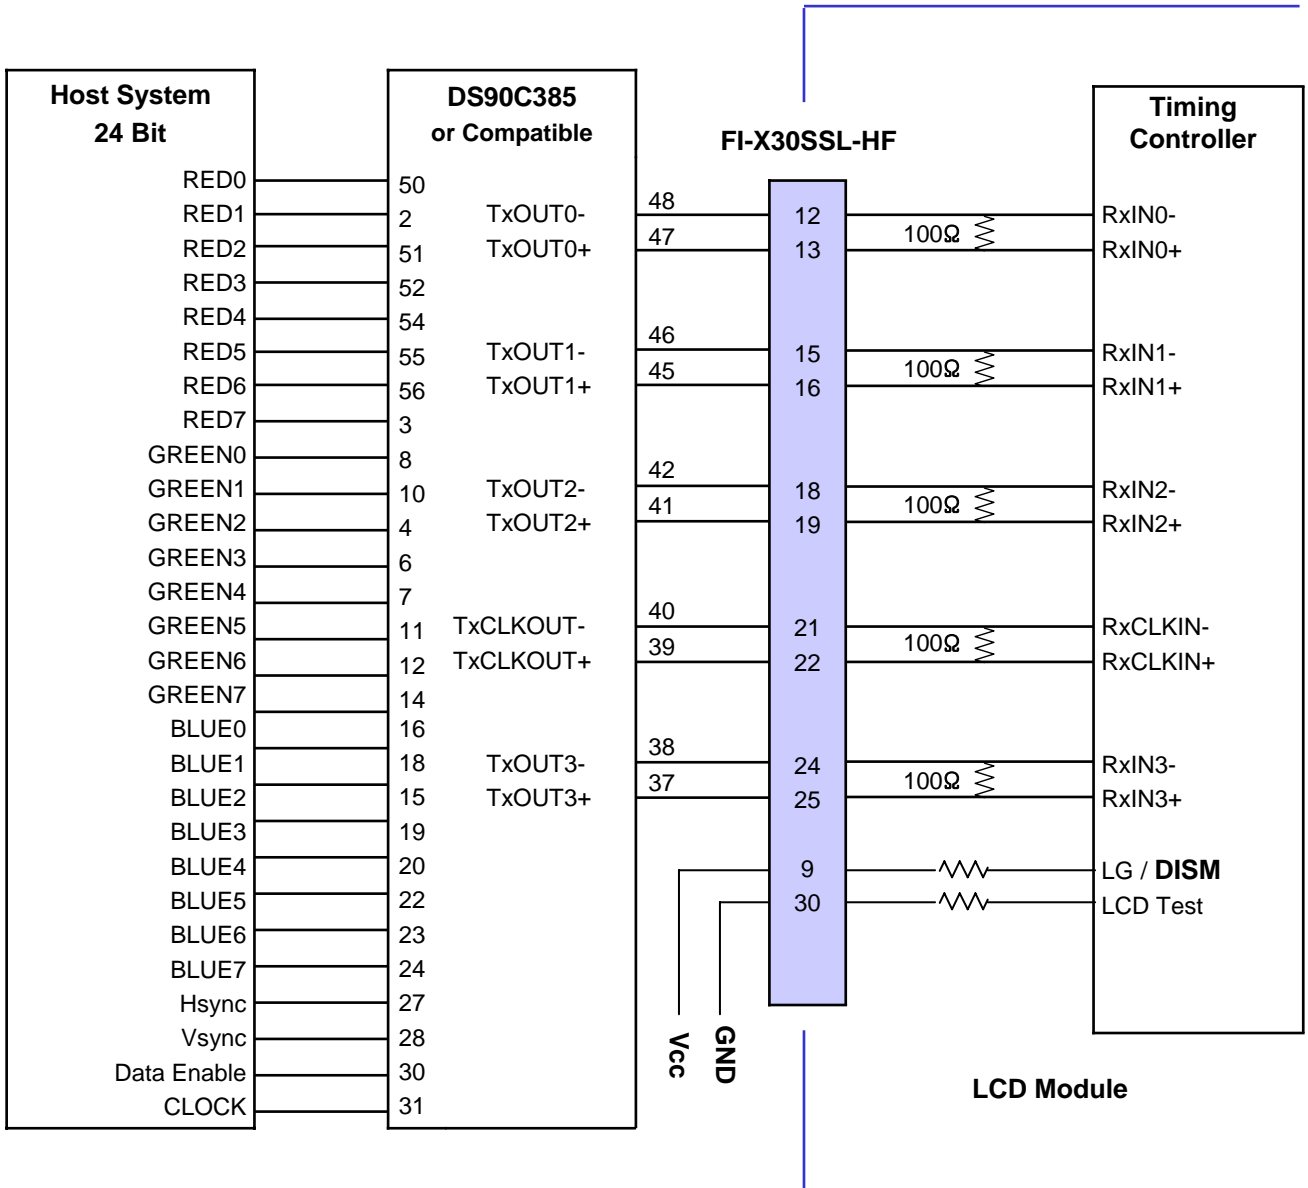 Host System
24 Bit
RED0
RED1
RED2
RED3
RED4
RED5
RED6
RED7
GREEN0
GREEN1
GREEN2
GREEN3
GREEN4
GREEN5
GREEN6
GREEN7
BLUE0
BLUE1
BLUE2
BLUE3
BLUE4
BLUE5
BLUE6
BLUE7
Hsync
Vsync
Data Enable
CLOCK
DS90C385
or Compatible
50
2
51
52
54
55
56
3
8
10
4
6
7
11
12
14
16
18
15
19
20
22
23
24
27
28
30
31
TxOUT0-
TxOUT0+
TxOUT1-
TxOUT1+
TxOUT2-
TxOUT2+
TxCLKOUT-
TxCLKOUT+
TxOUT3-
TxOUT3+
48
47
46
45
42
41
40
39
38
37
Vcc
GND
FI-X30SSL-HF
12
13
15
16
18
19
21
22
24
25
9
30
100Ω
100Ω
100Ω
100Ω
100Ω
Timing
Controller
RxIN0-
RxIN0+
RxIN1-
RxIN1+
RxIN2-
RxIN2+
RxCLKIN-
RxCLKIN+
RxIN3-
RxIN3+
LG / DISM
LCD Test
LCD Module